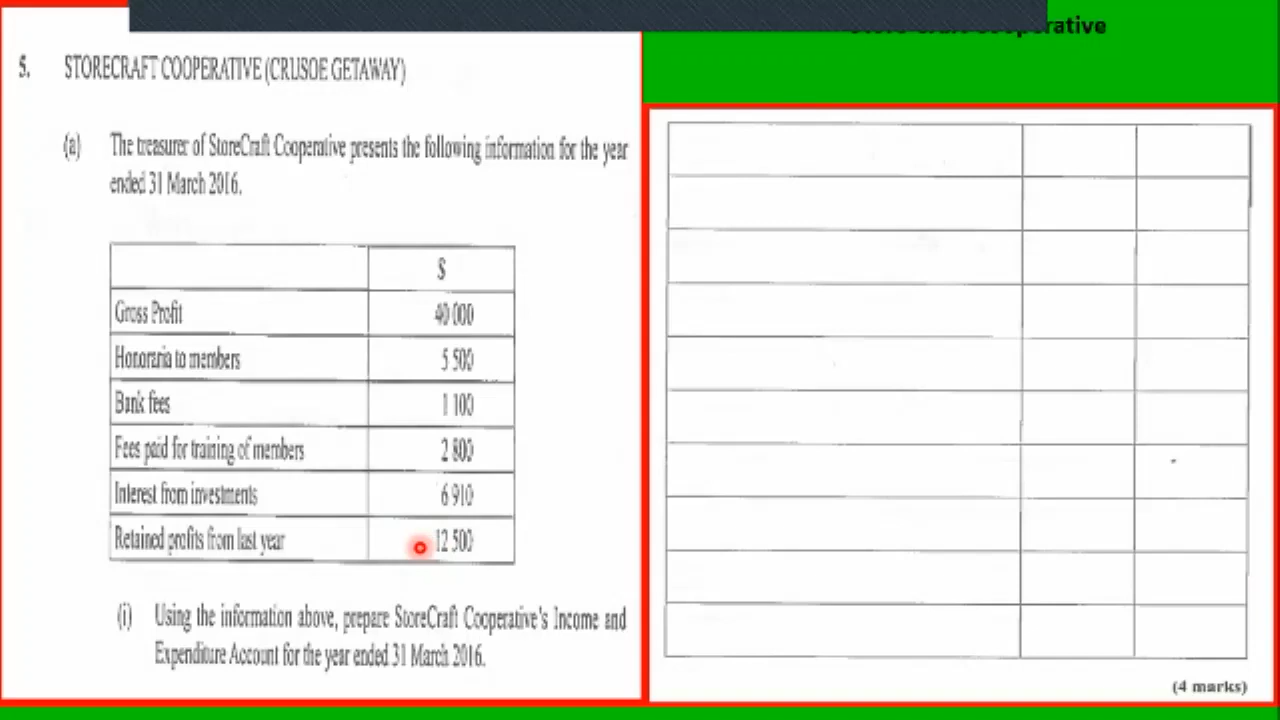 5. STORECRAFT COOPERATIVE (CRUSOE GETAWAY)
(a) The treasurer of StoreCraft Cooperative presents the following information for the year
ended 31 March 2016.
$
Gross Profit 40 000
Honoraria to members 5 500
Bank fees 1 100
Fees paid for training of members 2 800
Interest from investments 6 910
Retained profits from last year 12 500
(i) Using the information above, prepare StoreCraft Cooperative's Income and
Expenditure Account for the year ended 31 March 2016.
Cooperative
(4 marks)